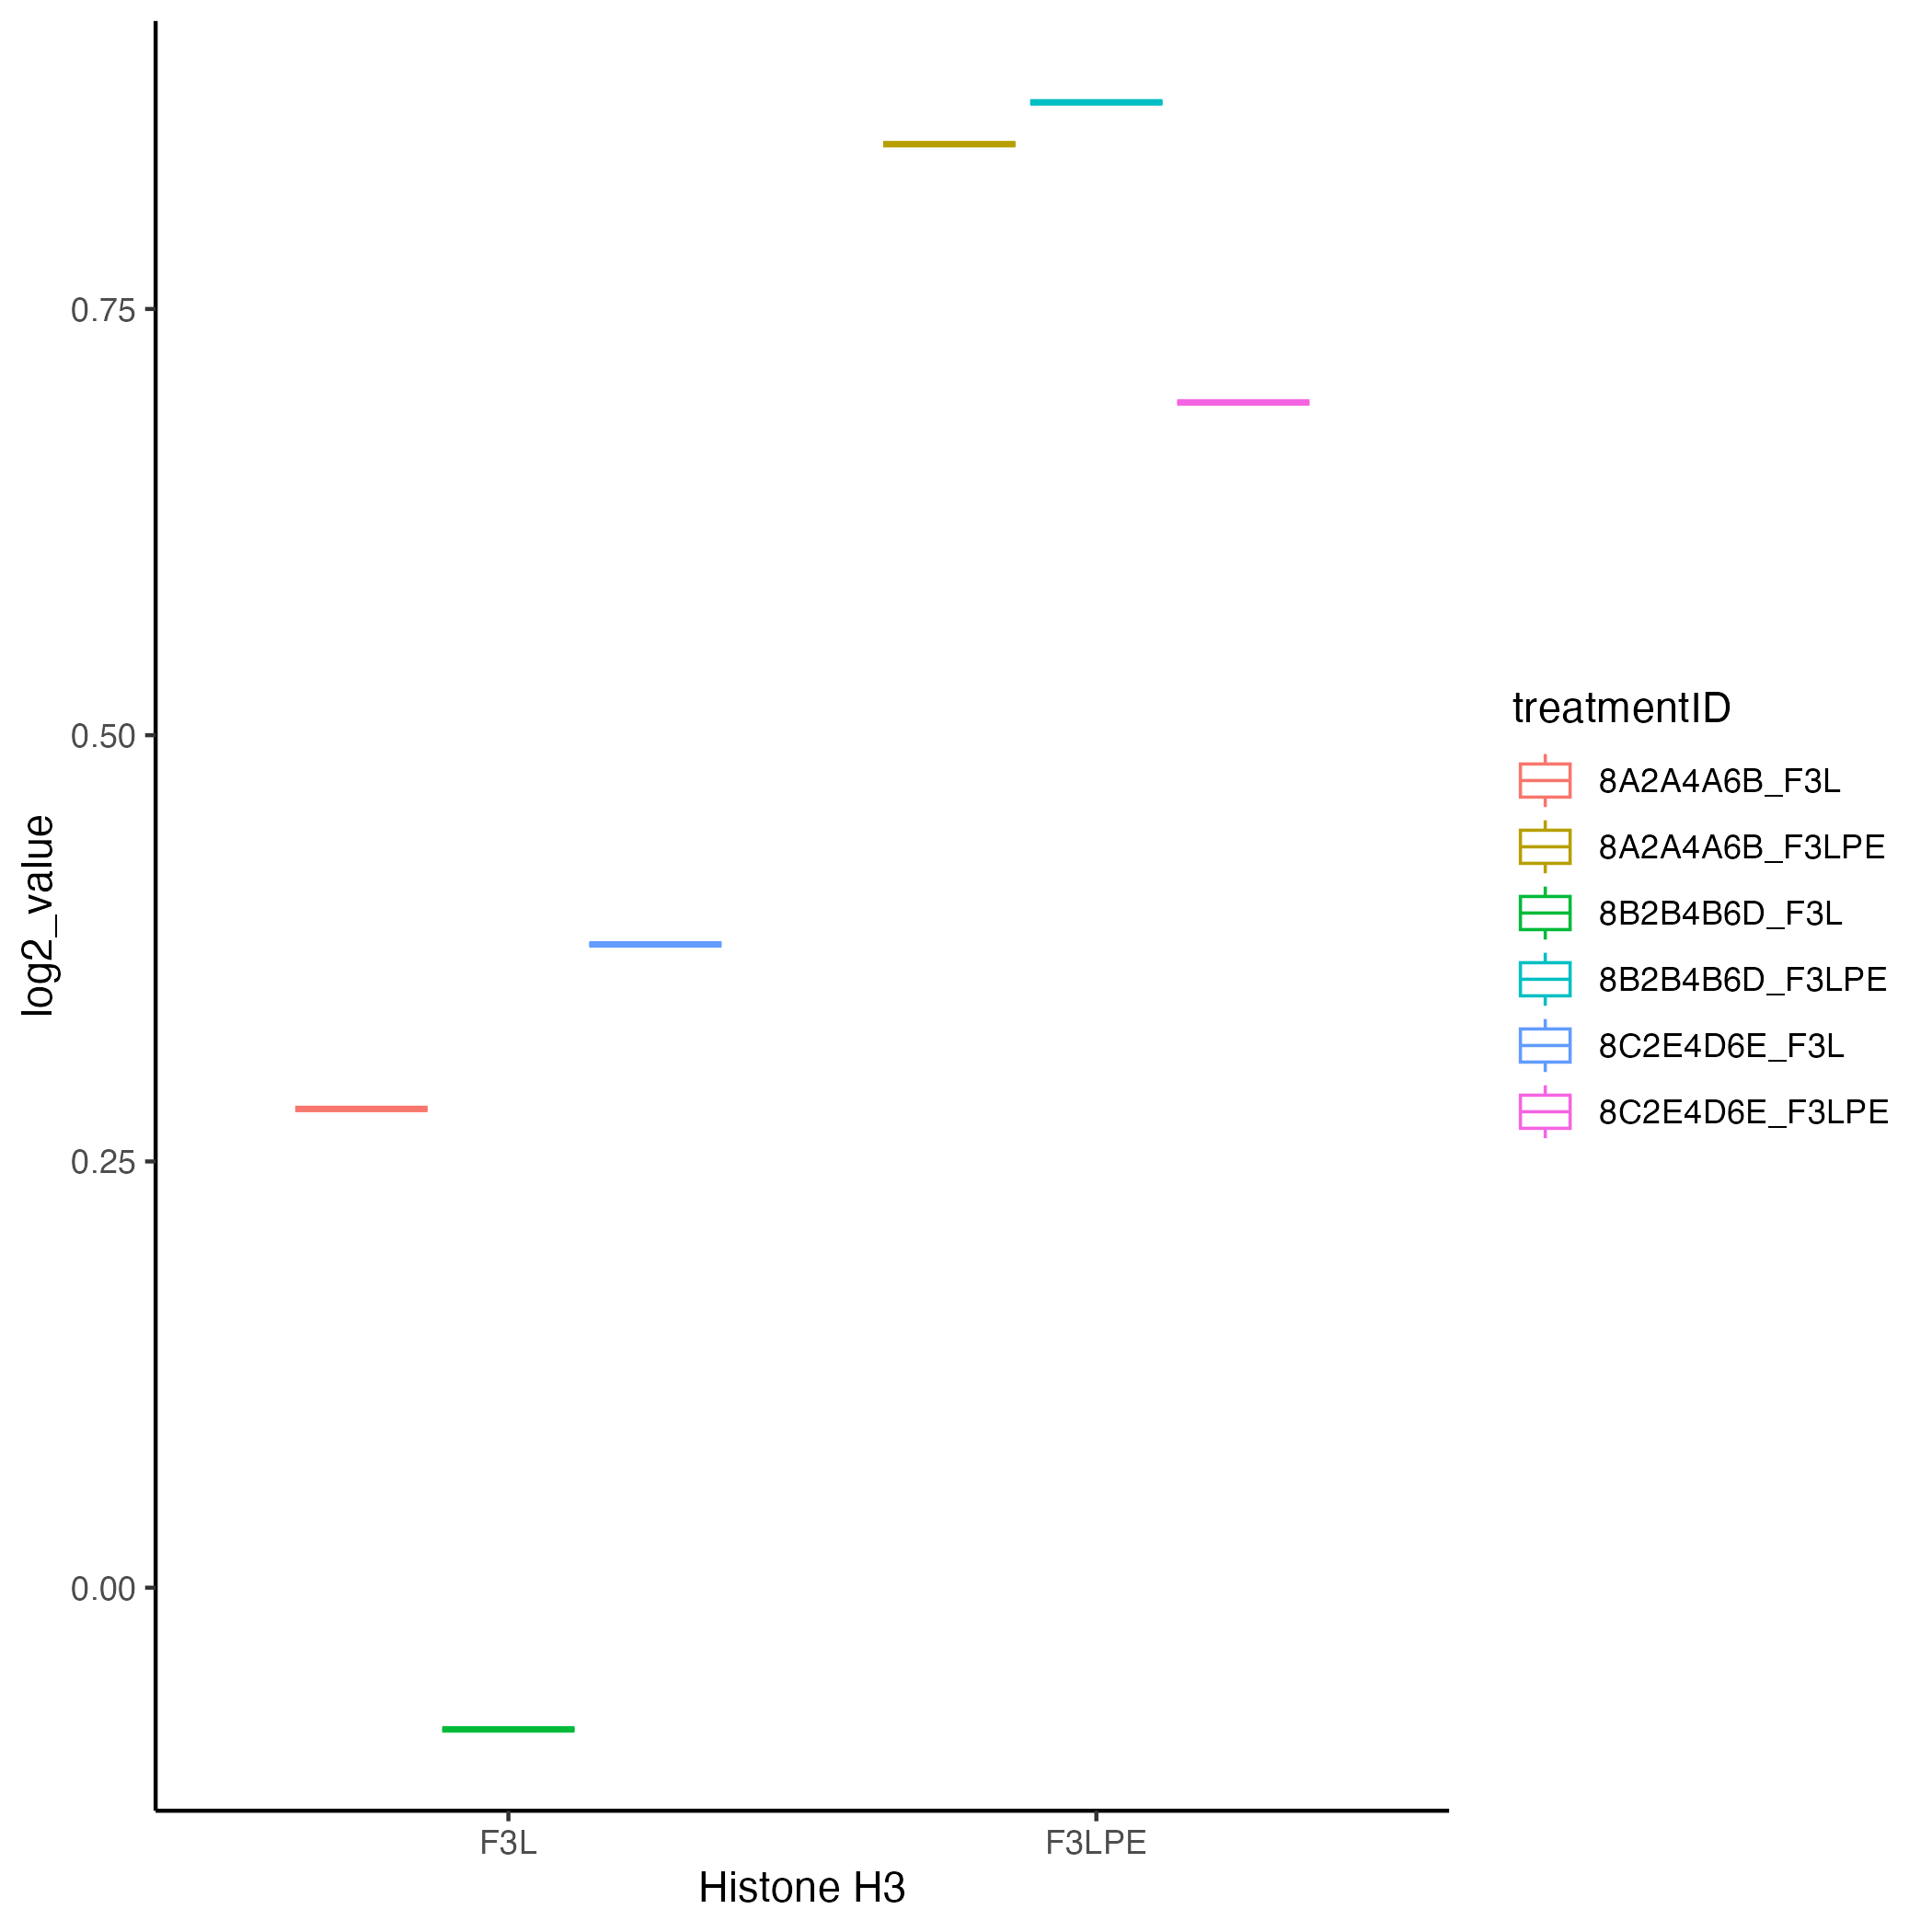 0.75
0.50
0.25
0.00
log2_value
F3L
F3LPE
Histone H3
treatmentID
8A2A4A6B_F3L
8A2A4A6B_F3LPE
8B2B4B6D_F3L
8B2B4B6D_F3LPE
8C2E4D6E_F3L
8C2E4D6E_F3LPE